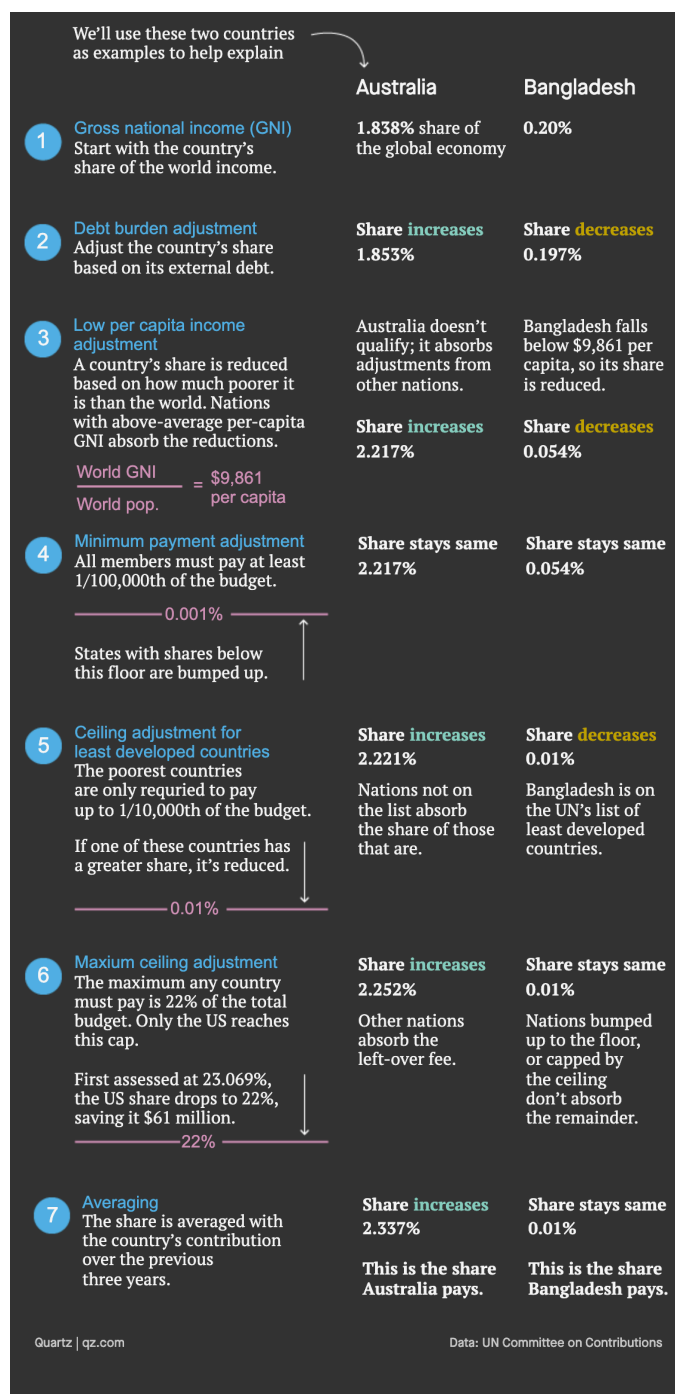 We'll use these two countries
as examples to help explain
Australia
Bangladesh
1
Gross national income (GNI)
Start with the country's
share of the world income.
1.838% share of
the global economy
0.20%
2
Debt burden adjustment
Adjust the country's share
based on its external debt.
Share increases
1.853%
Share decreases
0.197%
3
Low per capita income
adjustment
A country's share is reduced
based on how much poorer it
is than the world. Nations
with above-average per-capita
GNI absorb the reductions.
World GNI
World pop.
= $9,861
per capita
Australia doesn't
qualify; it absorbs
adjustments from
other nations.
Share increases
2.217%
Bangladesh falls
below $9,861 per
capita, so its share
is reduced.
Share decreases
0.054%
4
Minimum payment adjustment
All members must pay at least
1/100,000th of the budget.
0.001%
States with shares below
this floor are bumped up.
Share stays same
2.217%
Share stays same
0.054%
5
Ceiling adjustment for
least developed countries
The poorest countries
are only requried to pay
up to 1/10,000th of the budget.
If one of these countries has
a greater share, it's reduced.
0.01%
Share increases
2.221%
Nations not on
the list absorb
the share of those
that are.
Share decreases
0.01%
Bangladesh is on
the UN's list of
least developed
countries.
6
Maxium ceiling adjustment
The maximum any country
must pay is 22% of the total
budget. Only the US reaches
this cap.
First assessed at 23.069%,
the US share drops to 22%,
saving it $61 million.
22%
Share increases
2.252%
Other nations
absorb the
left-over fee.
Share stays same
0.01%
Nations bumped
up to the floor,
or capped by
the ceiling
don't absorb
the remainder.
7
Averaging
The share is averaged with
the country's contribution
over the previous
three years.
Share increases
2.337%
This is the share
Australia pays.
Share stays same
0.01%
This is the share
Bangladesh pays.
Quartz | qz.com
Data: UN Committee on Contributions